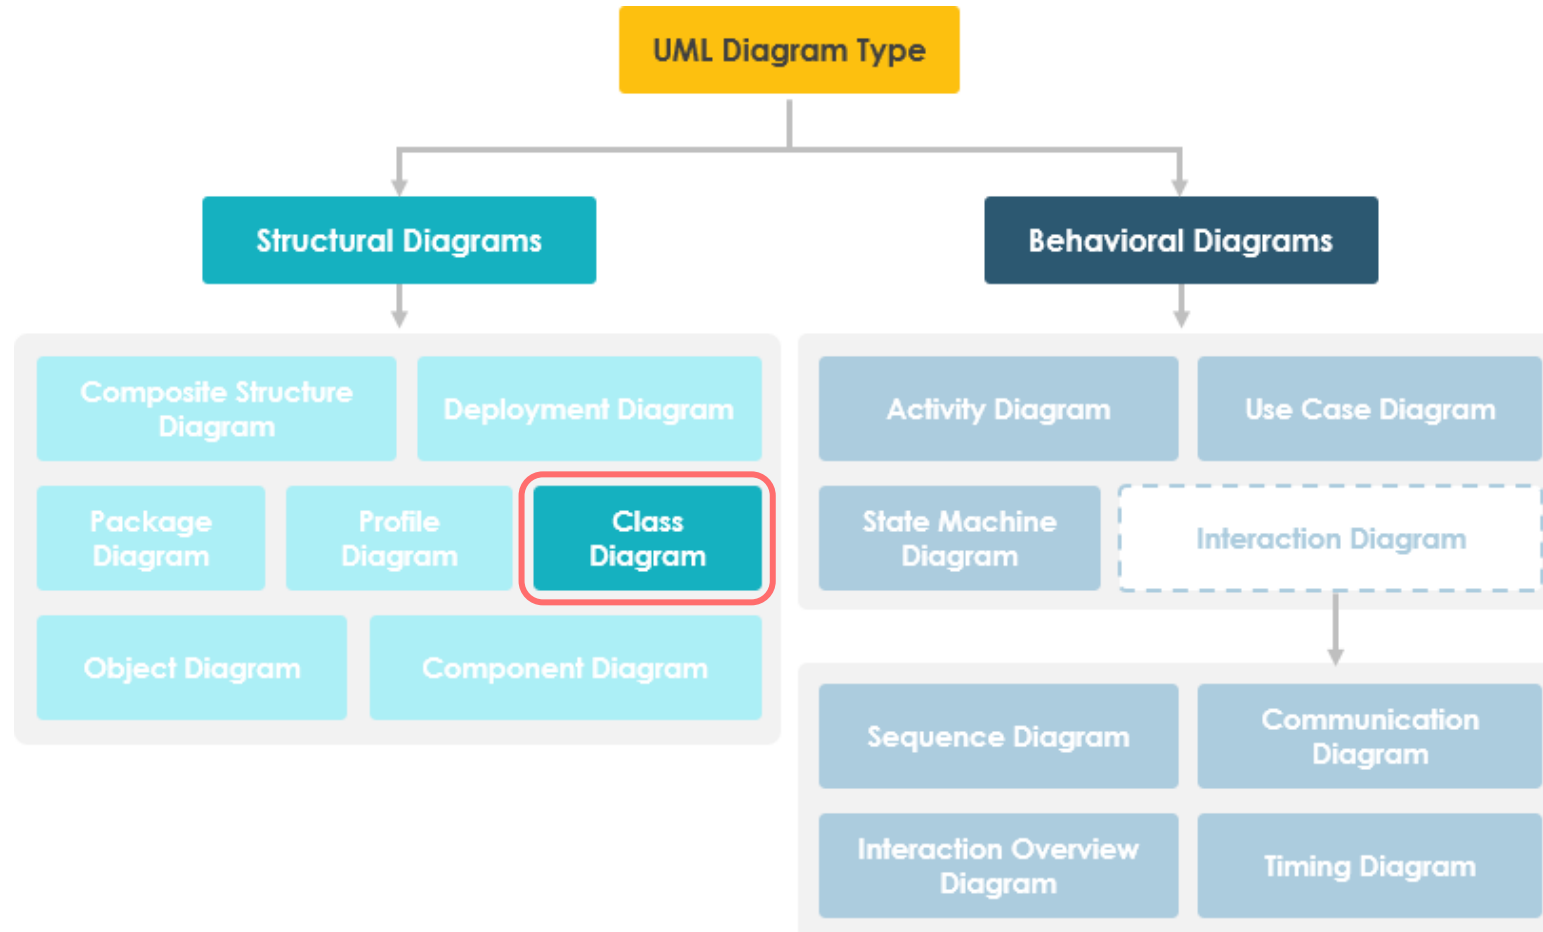 UML Diagram Type
Structural Diagrams
Behavioral Diagrams
Composite Structure
Diagram
Deployment Diagram
Package
Diagram
Profile
Diagram
Class
Diagram
Object Diagram
Component Diagram
Activity Diagram
Use Case Diagram
State Machine
Diagram
Interaction Diagram
Sequence Diagram
Communication
Diagram
Interaction Overview
Diagram
Timing Diagram